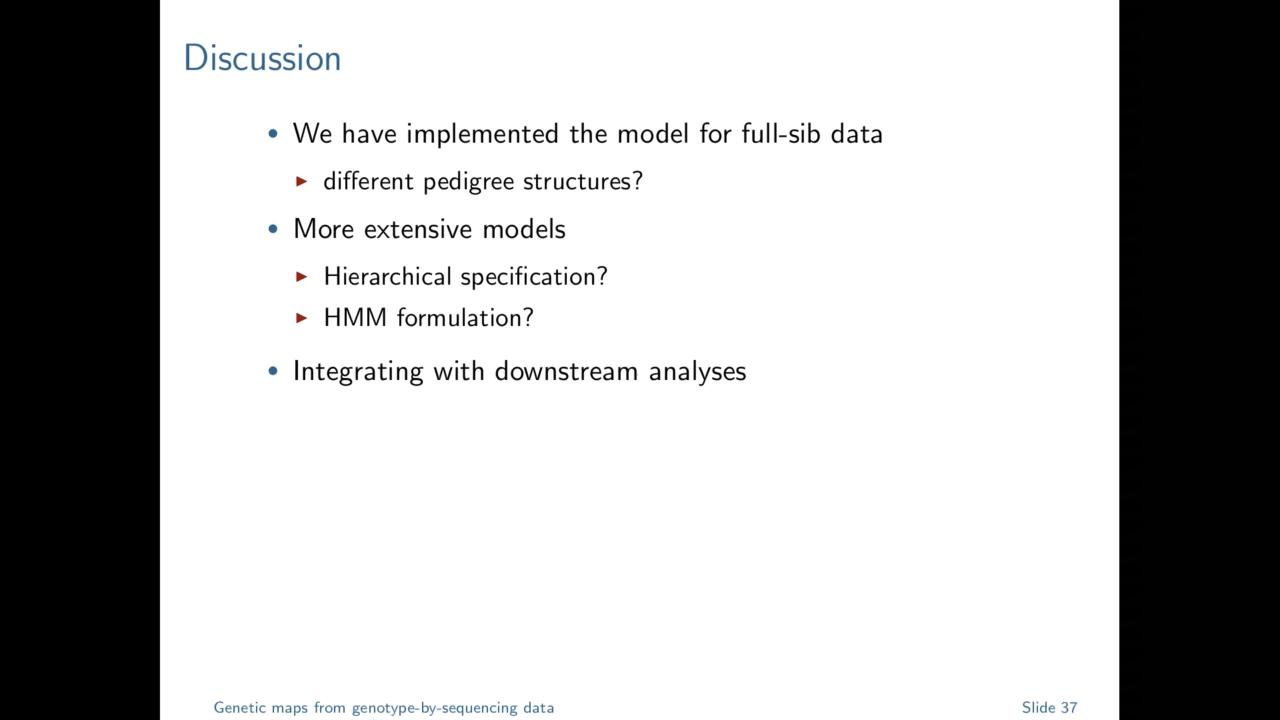 Discussion
• We have implemented the model for full-sib data
▶ different pedigree structures?
• More extensive models
▶ Hierarchical specification?
▶ HMM formulation?
• Integrating with downstream analyses
Genetic maps from genotype-by-sequencing data
Slide 37